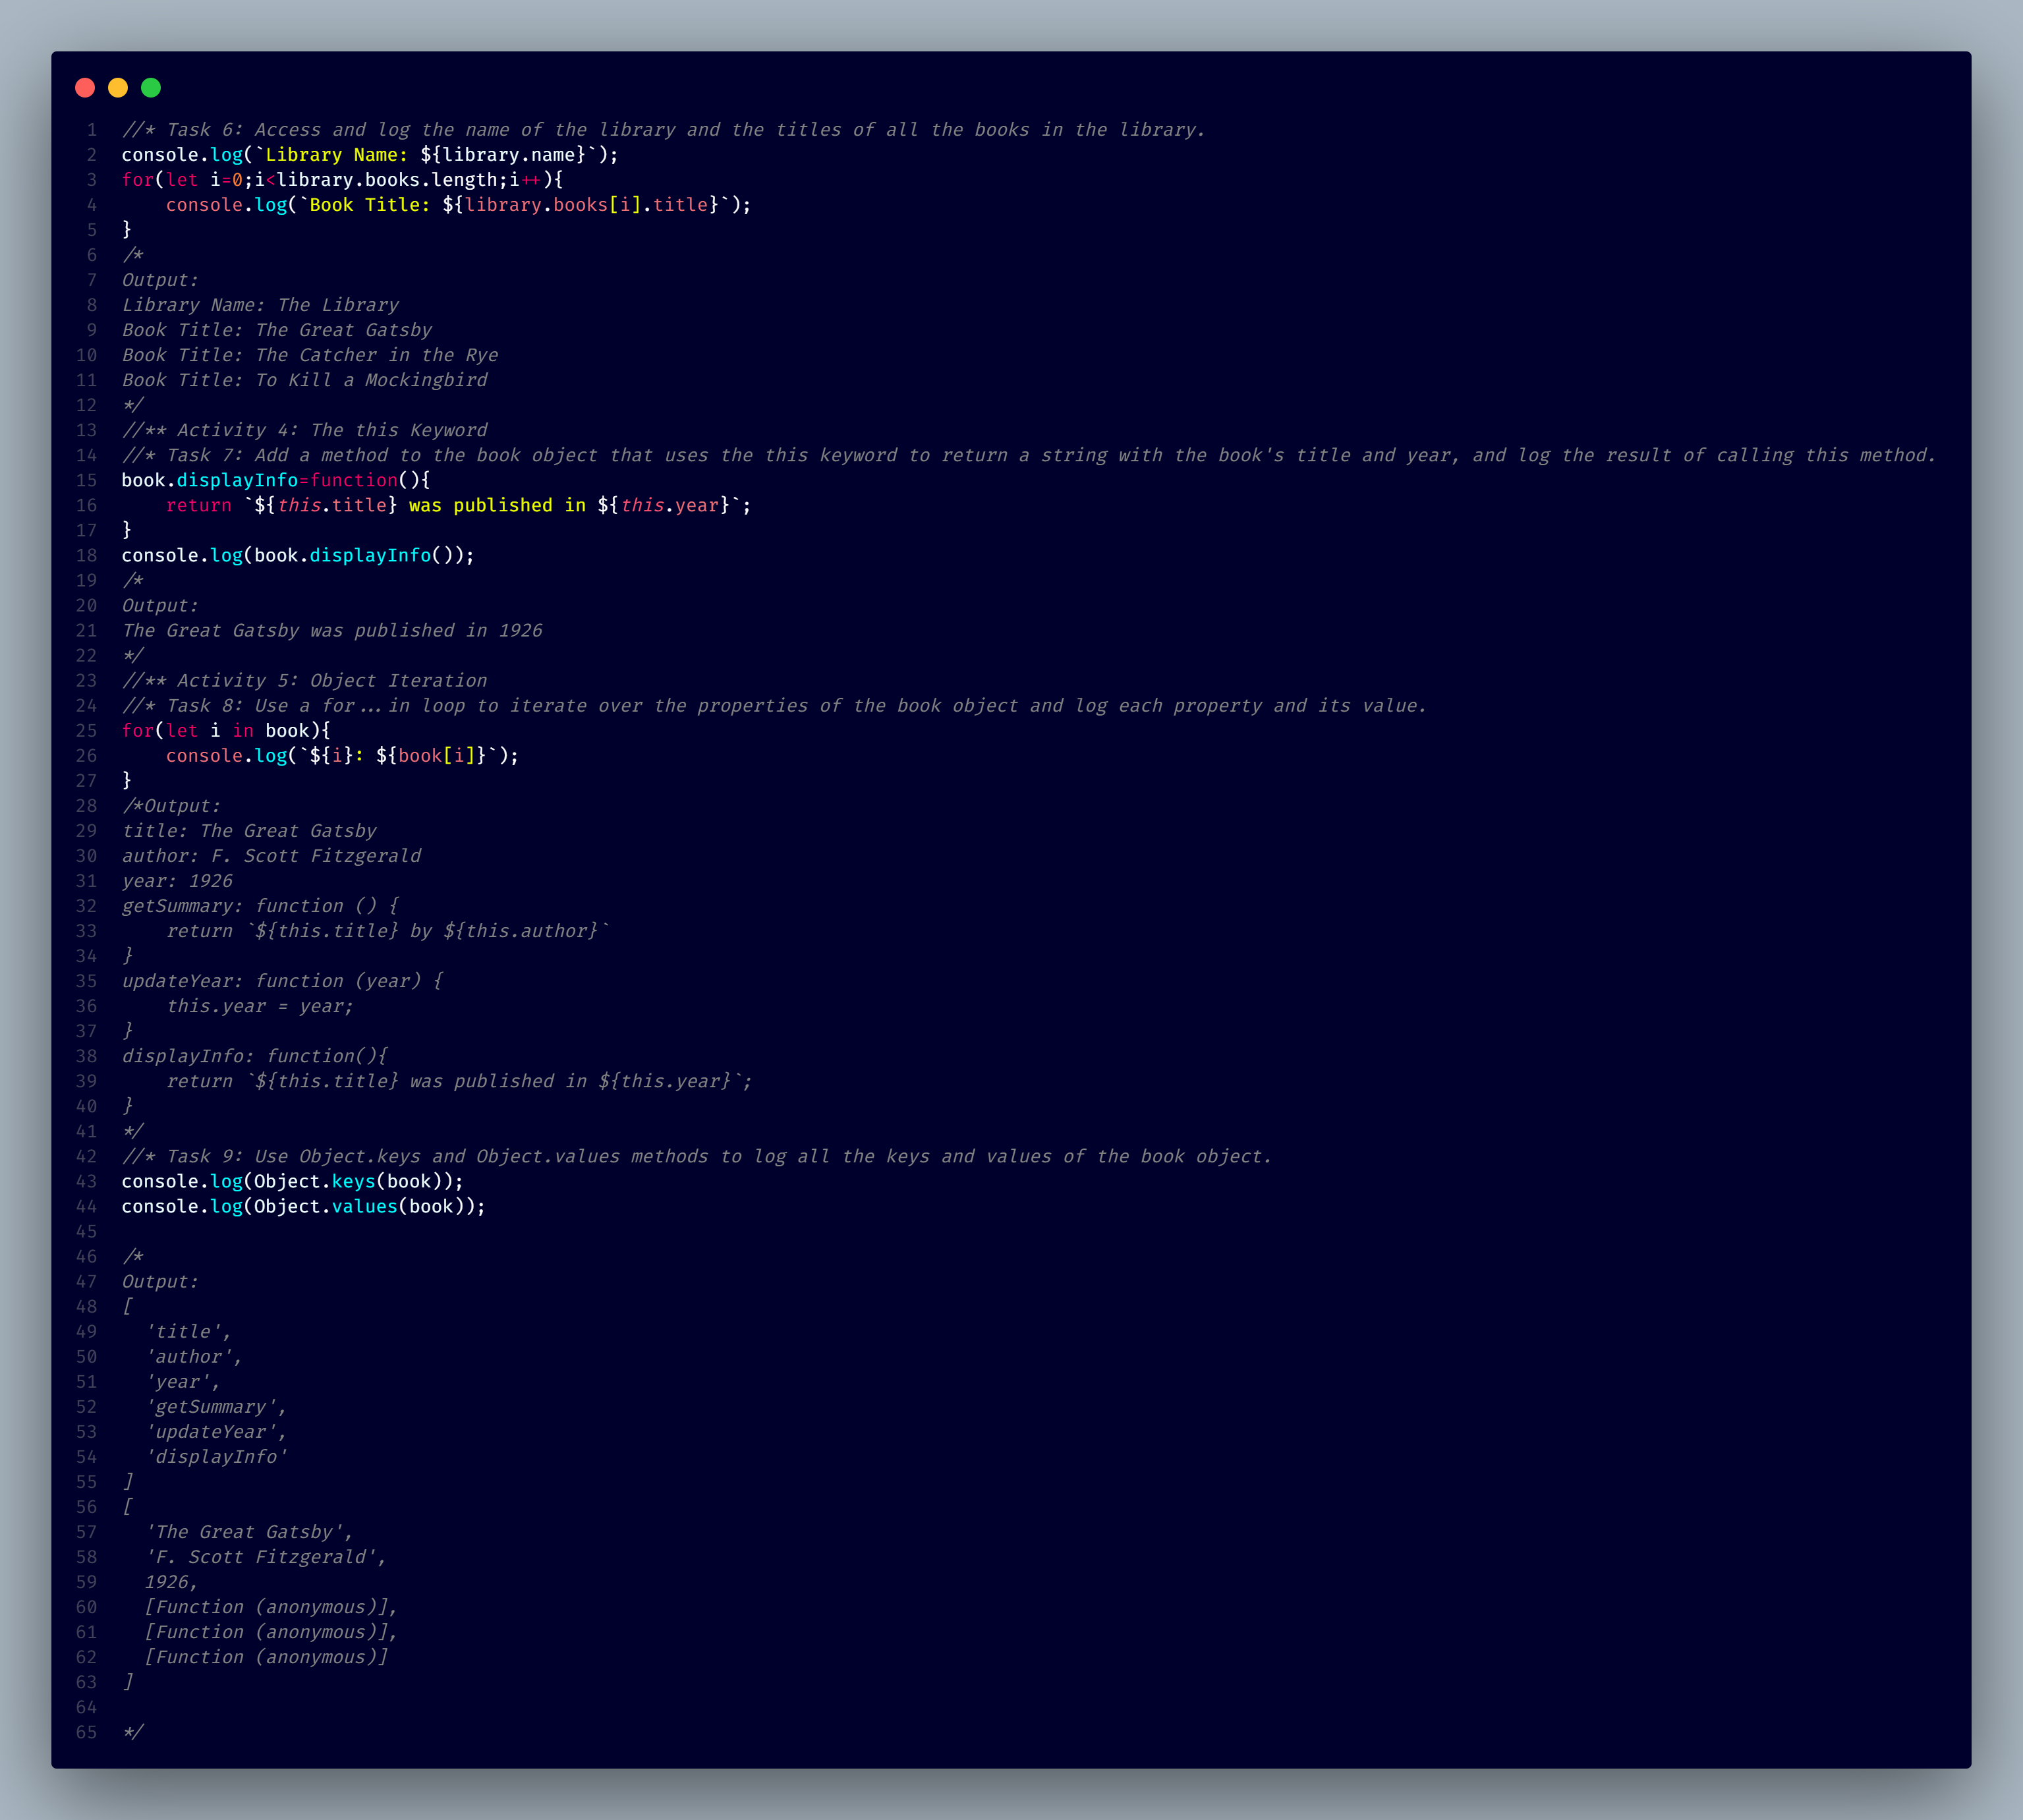 1 //* Task 6: Access and log the name of the library and the titles of all the books in the library.
2 console.log(`Library Name: ${library.name}`);
3 for(let i=0;i<library.books.length;i++){
4     console.log(`Book Title: ${library.books[i].title}`);
5 }
6 /*
7 Output:
8 Library Name: The Library
9 Book Title: The Great Gatsby
10 Book Title: The Catcher in the Rye
11 Book Title: To Kill a Mockingbird
12 */
13 //** Activity 4: The this Keyword
14 //* Task 7: Add a method to the book object that uses the this keyword to return a string with the book's title and year, and log the result of calling this method.
15 book.displayInfo=function(){
16     return `${this.title} was published in ${this.year}`;
17 }
18 console.log(book.displayInfo());
19 /*
20 Output:
21 The Great Gatsby was published in 1926
22 */
23 //** Activity 5: Object Iteration
24 //* Task 8: Use a for...in loop to iterate over the properties of the book object and log each property and its value.
25 for(let i in book){
26     console.log(`${i}: ${book[i]}`);
27 }
28 /*Output:
29 title: The Great Gatsby
30 author: F. Scott Fitzgerald
31 year: 1926
32 getSummary: function () {
33     return `${this.title} by ${this.author}`
34 }
35 updateYear: function (year) {
36     this.year = year;
37 }
38 displayInfo: function(){
39     return `${this.title} was published in ${this.year}`;
40 }
41 */
42 //* Task 9: Use Object.keys and Object.values methods to log all the keys and values of the book object.
43 console.log(Object.keys(book));
44 console.log(Object.values(book));
45
46 /*
47 Output:
48 [
49   'title',
50   'author',
51   'year',
52   'getSummary',
53   'updateYear',
54   'displayInfo'
55 ]
56 [
57   'The Great Gatsby',
58   'F. Scott Fitzgerald',
59   1926,
60   [Function (anonymous)],
61   [Function (anonymous)],
62   [Function (anonymous)]
63 ]
64
65 */